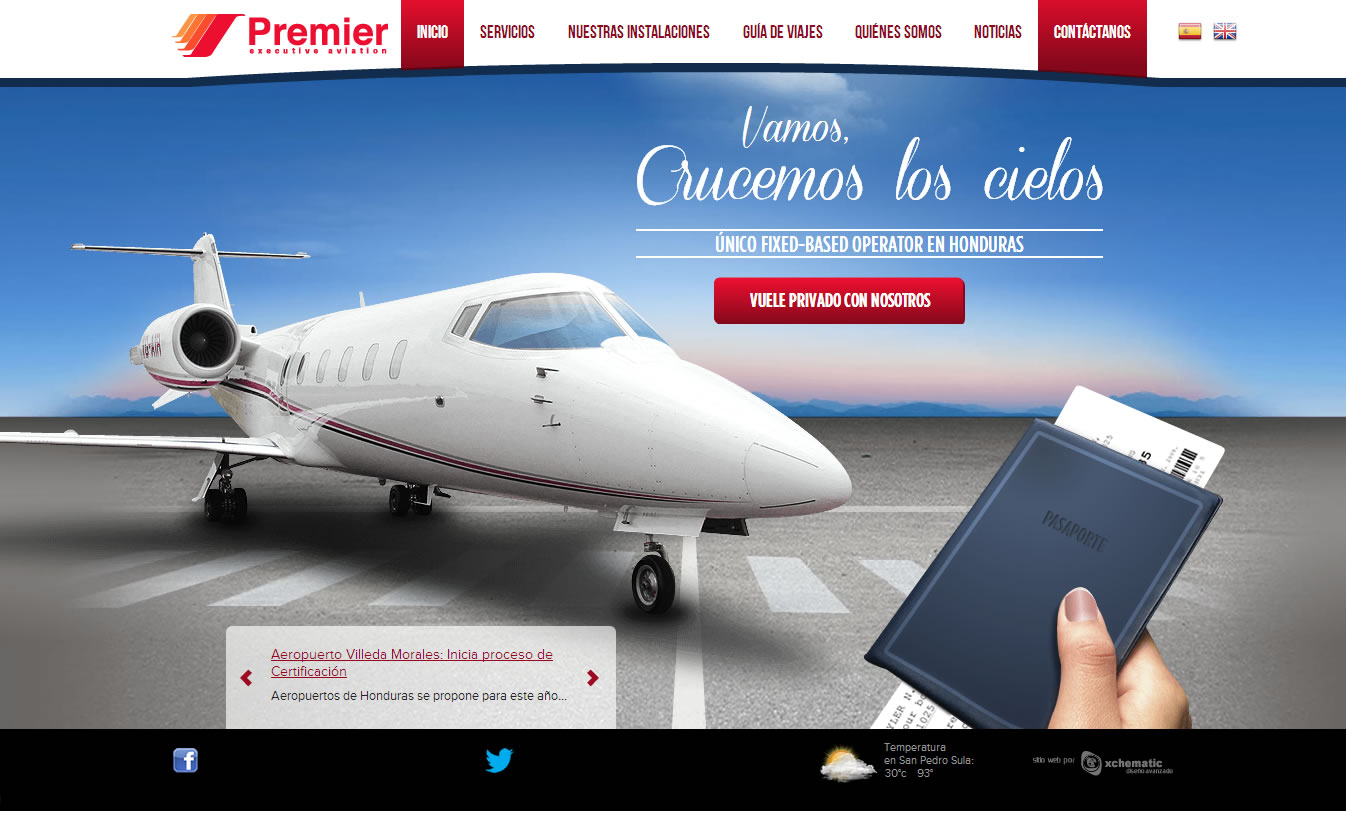 Premier
executive aviation
INICIO
SERVICIOS
NUESTRAS INSTALACIONES
GUÍA DE VIAJES
QUIÉNES SOMOS
NOTICIAS
CONTÁCTANOS
Vamos,
Crucemos los cielos
ÚNICO FIXED-BASED OPERATOR EN HONDURAS
VUELE PRIVADO CON NOSOTROS
PASAPORTE
Aeropuerto Villeda Morales: Inicia proceso de
Certificación
Aeropuertos de Honduras se propone para este año...
Temperatura
en San Pedro Sula:
30°c 93°
sitio web por
xchematic
diseño avanzado